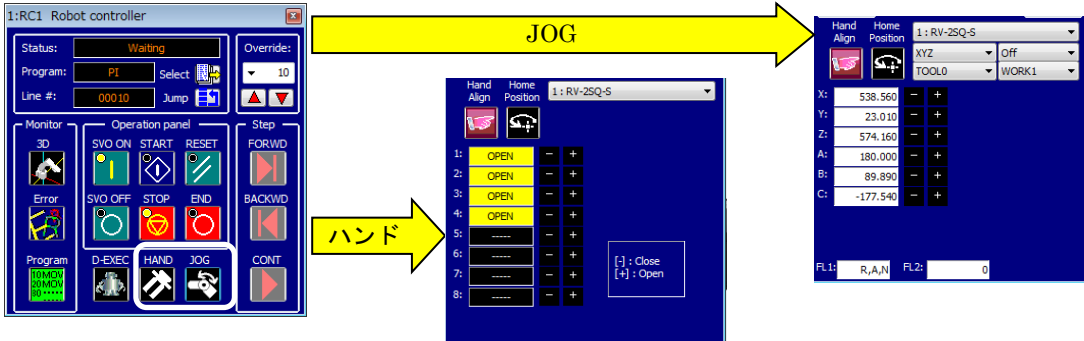 1:RC1 Robot controller
Status:
Waiting
Override:
Program:
PI
Select
10
Line #:
00010
Jump
Monitor
Operation panel
Step
3D
SVO ON
START
RESET
FORWD
Error
SVO OFF
STOP
END
BACKWD
Program
D-EXEC
HAND
JOG
CONT
10MOV
20MOV
JOG
ハンド
Hand Align
Home Position
1 : RV-2SQ-S
1:
OPEN
-
+
2:
OPEN
-
+
3:
OPEN
-
+
4:
OPEN
-
+
5:
-----
-
+
6:
-----
-
+
7:
-----
-
+
8:
-----
-
+
[-] : Close
[+] : Open
Hand Align
Home Position
1 : RV-2SQ-S
XYZ
Off
TOOL0
WORK1
X:
538.560
-
+
Y:
23.010
-
+
Z:
574.160
-
+
A:
180.000
-
+
B:
89.890
-
+
C:
-177.540
-
+
FL1:
R,A,N
FL2:
0